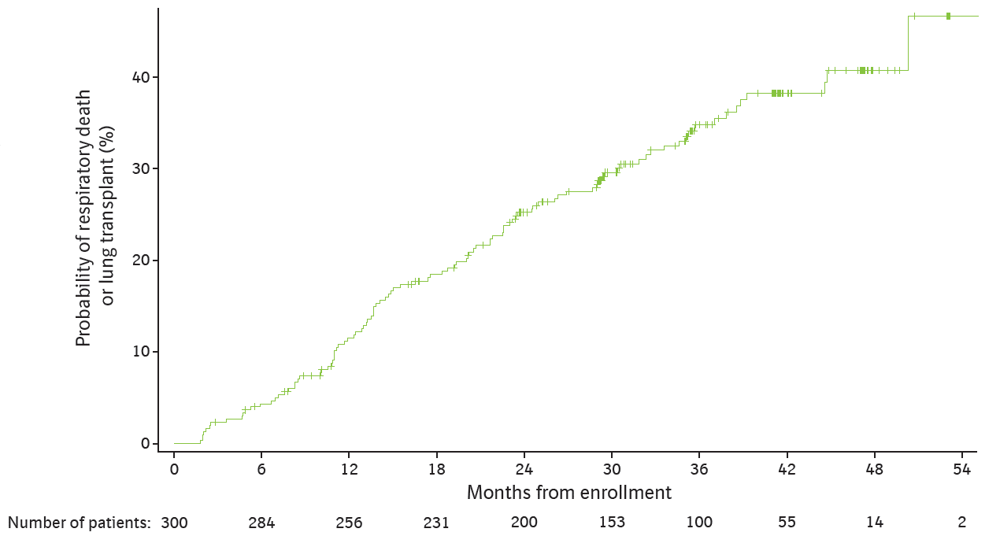 Probability of respiratory death
or lung transplant (%)
40
30
20
10
0
0 6 12 18 24 30 36 42 48 54
Months from enrollment
Number of patients: 300 284 256 231 200 153 100 55 14 2